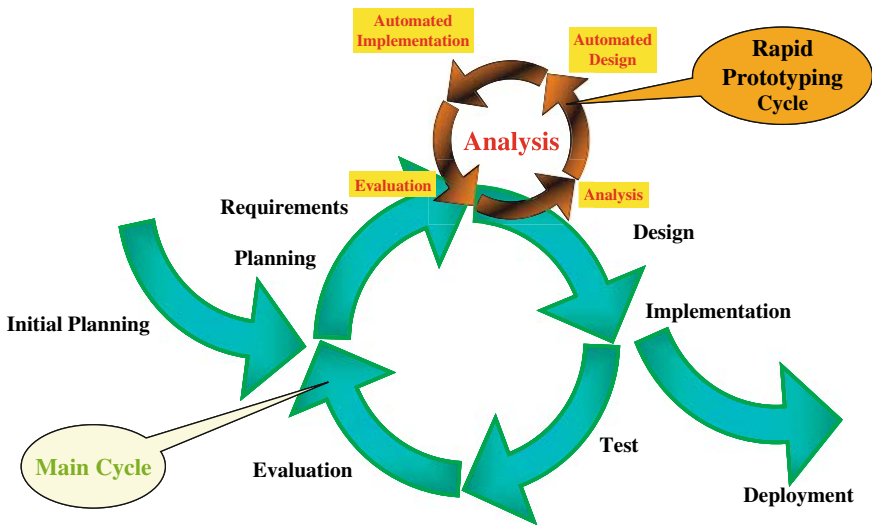 Automated
Implementation
Automated
Design
Rapid
Prototyping
Cycle
Analysis
Evaluation
Analysis
Requirements
Planning
Design
Initial Planning
Implementation
Main Cycle
Evaluation
Test
Deployment